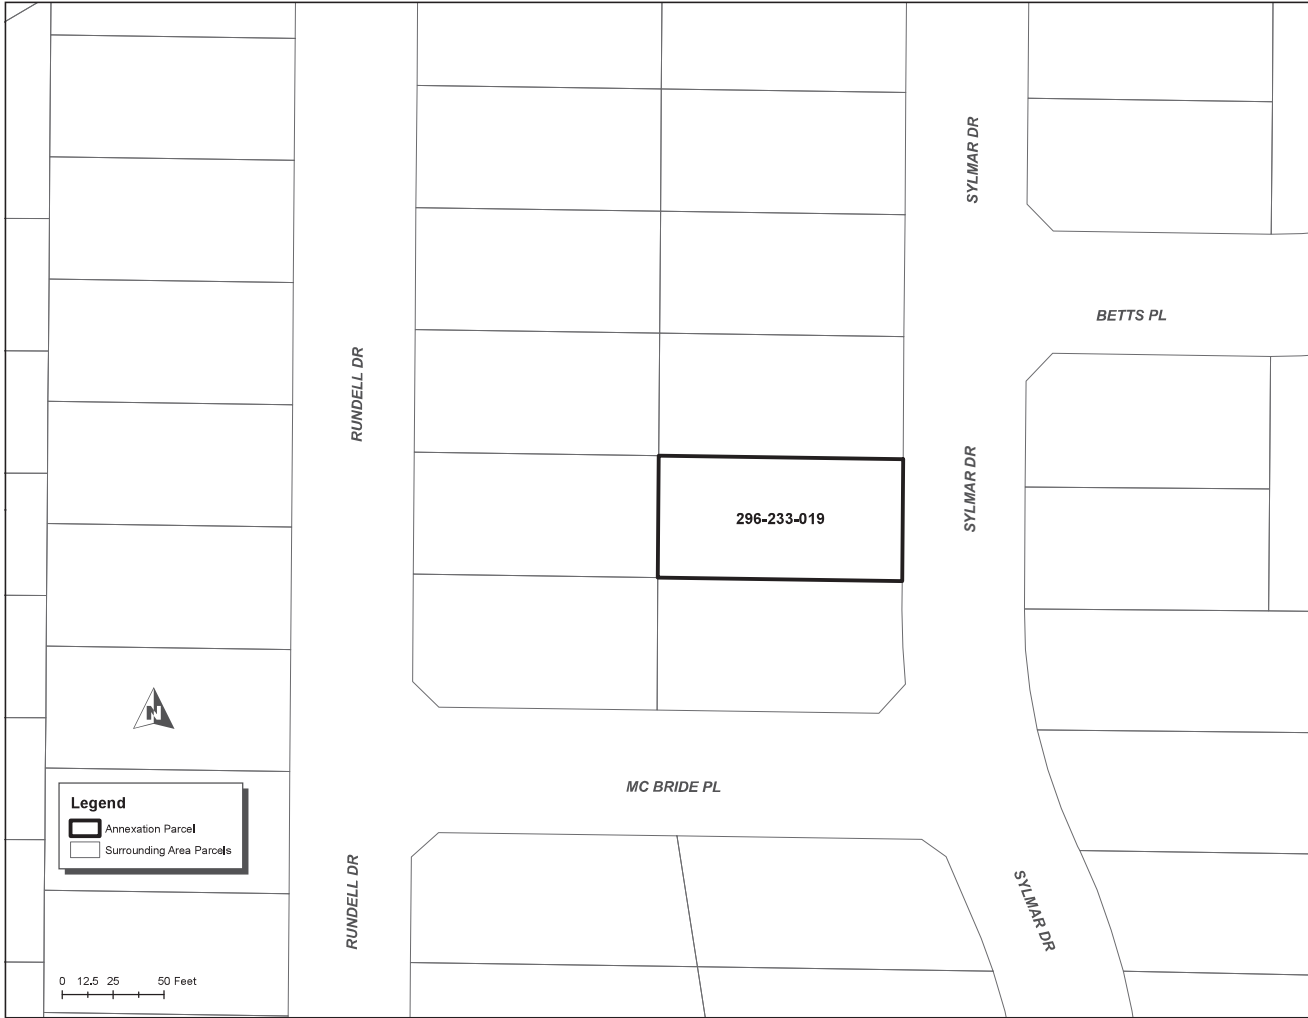 SYLMAR DR
BETTS PL
RUNDELL DR
SYLMAR DR
296-233-019
N
MC BRIDE PL
Legend
Annexation Parcel
Surrounding Area Parcels
RUNDELL DR
SYLMAR DR
0 12.5 25 50 Feet